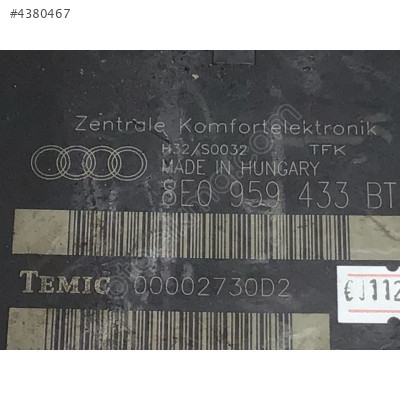 #4380467
Zentrale Komfortelektronik
H32/S0032 TFK
MADE IN HUNGARY
8E0 959 433 BT
TEMIC 00002730D2